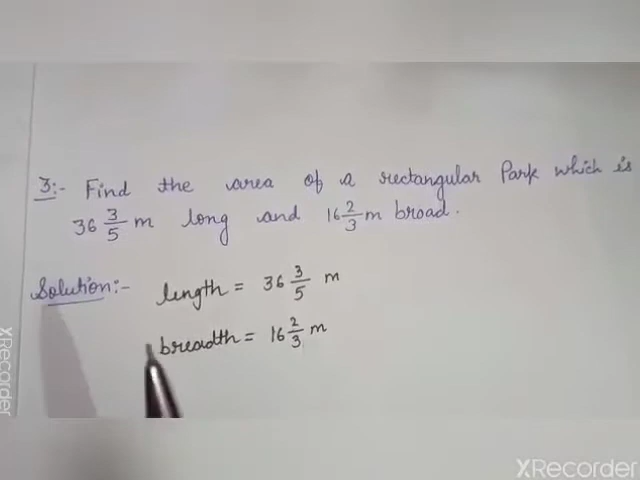 3:- Find the area of a rectangular Park which is
36 3/5 m long and 16 2/3 m broad.
Solution:- length = 36 3/5 m
breadth = 16 2/3 m
XRecorder
XRecorder